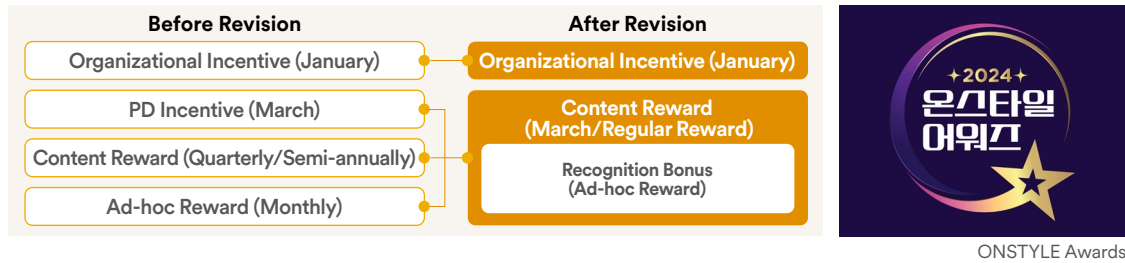 Before Revision
After Revision
Organizational Incentive (January)
Organizational Incentive (January)
PD Incentive (March)
Content Reward (Quarterly/Semi-annually)
Ad-hoc Reward (Monthly)
Content Reward
(March/Regular Reward)
Recognition Bonus
(Ad-hoc Reward)
2024
온스타일
어워즈
ONSTYLE Awards